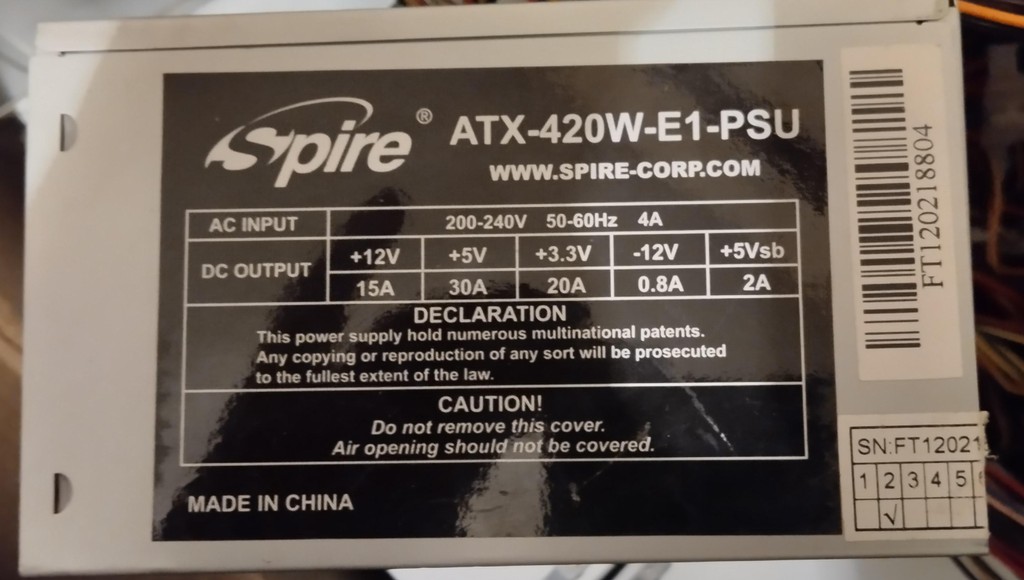 Spire®
ATX-420W-E1-PSU
WWW.SPIRE-CORP.COM
AC INPUT 200-240V 50-60Hz 4A
DC OUTPUT +12V +5V +3.3V -12V +5Vsb
15A 30A 20A 0.8A 2A
DECLARATION
This power supply hold numerous multinational patents.
Any copying or reproduction of any sort will be prosecuted
to the fullest extent of the law.
CAUTION!
Do not remove this cover.
Air opening should not be covered.
MADE IN CHINA
FT120218804
SN:FT12021
1 2 3 4 5
√